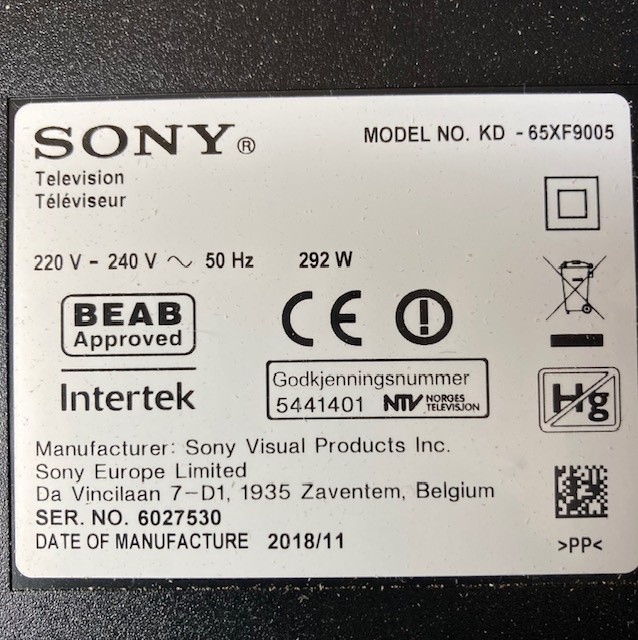 SONY®
MODEL NO. KD - 65XF9005
Television
Téléviseur
220 V - 240 V ~ 50 Hz 292 W
BEAB
Approved
CE
Intertek
Godkjenningsnummer
5441401 NTV NORGES
TELEVISJON
Hg
Manufacturer: Sony Visual Products Inc.
Sony Europe Limited
Da Vincilaan 7-D1, 1935 Zaventem, Belgium
SER. NO. 6027530
DATE OF MANUFACTURE 2018/11
>PP<